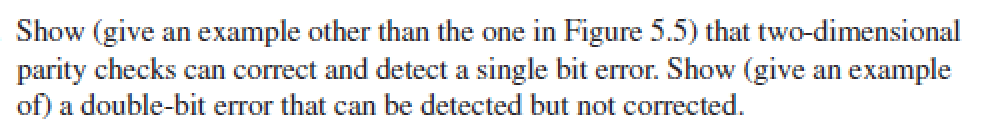 Show (give an example other than the one in Figure 5.5) that two-dimensional
parity checks can correct and detect a single bit error. Show (give an example
of) a double-bit error that can be detected but not corrected.